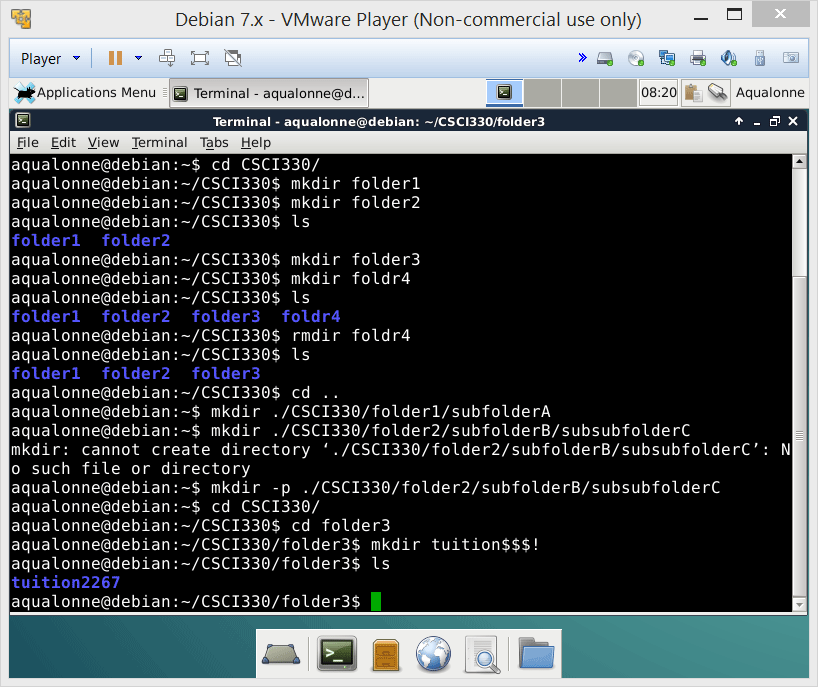 Debian 7.x - VMware Player (Non-commercial use only)
Player
Applications Menu
Terminal - aqualonne@d...
08:20
Aqualonne
Terminal - aqualonne@debian: ~/CSCI330/folder3
File Edit View Terminal Tabs Help
aqualonne@debian:~$ cd CSCI330/
aqualonne@debian:~/CSCI330$ mkdir folder1
aqualonne@debian:~/CSCI330$ mkdir folder2
aqualonne@debian:~/CSCI330$ ls
folder1  folder2
aqualonne@debian:~/CSCI330$ mkdir folder3
aqualonne@debian:~/CSCI330$ mkdir foldr4
aqualonne@debian:~/CSCI330$ ls
folder1  folder2  folder3  foldr4
aqualonne@debian:~/CSCI330$ rmdir foldr4
aqualonne@debian:~/CSCI330$ ls
folder1  folder2  folder3
aqualonne@debian:~/CSCI330$ cd ..
aqualonne@debian:~$ mkdir ./CSCI330/folder1/subfolderA
aqualonne@debian:~$ mkdir ./CSCI330/folder2/subfolderB/subsubfolderC
mkdir: cannot create directory ‘./CSCI330/folder2/subfolderB/subsubfolderC’: N
o such file or directory
aqualonne@debian:~$ mkdir -p ./CSCI330/folder2/subfolderB/subsubfolderC
aqualonne@debian:~$ cd CSCI330/
aqualonne@debian:~/CSCI330$ cd folder3
aqualonne@debian:~/CSCI330/folder3$ mkdir tuition$$$!
aqualonne@debian:~/CSCI330/folder3$ ls
tuition2267
aqualonne@debian:~/CSCI330/folder3$